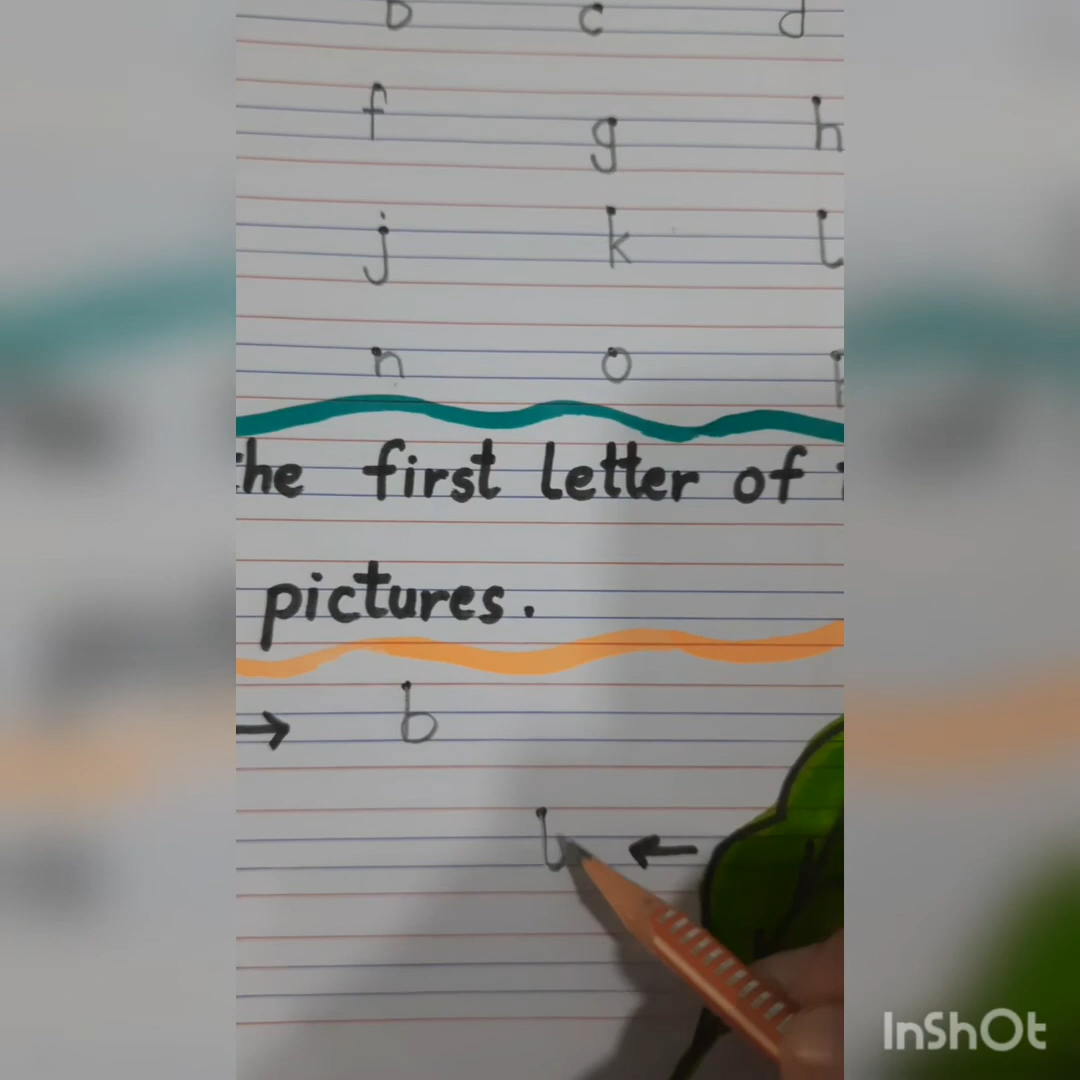 b c d
f g h
j k l
n o p
he first letter of
pictures.
→ b
l ←
InShOt